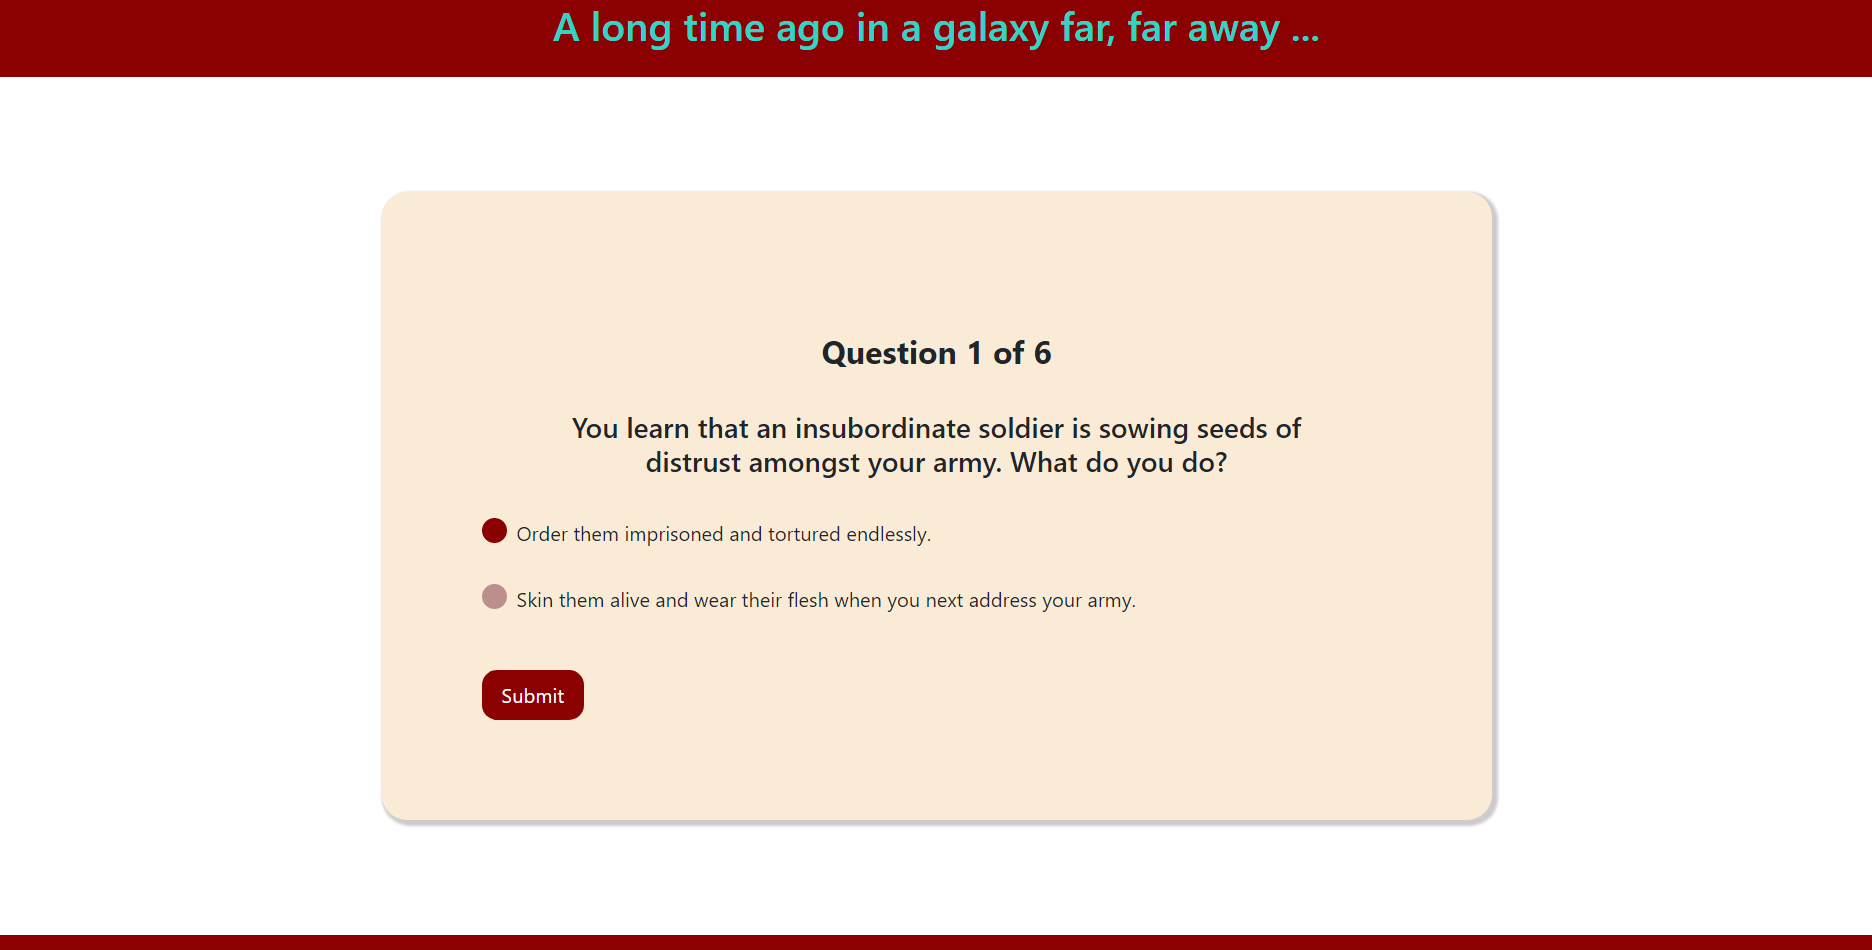 A long time ago in a galaxy far, far away ...
Question 1 of 6
You learn that an insubordinate soldier is sowing seeds of
distrust amongst your army. What do you do?
Order them imprisoned and tortured endlessly.
Skin them alive and wear their flesh when you next address your army.
Submit